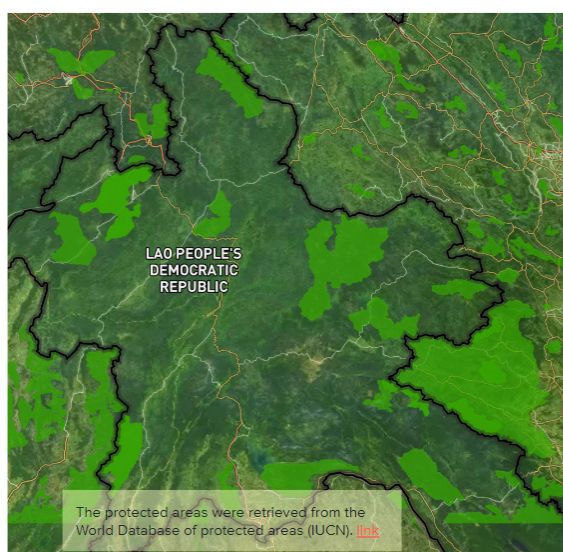 LAO PEOPLE'S
DEMOCRATIC
REPUBLIC
The protected areas were retrieved from the
World Database of protected areas (IUCN). link